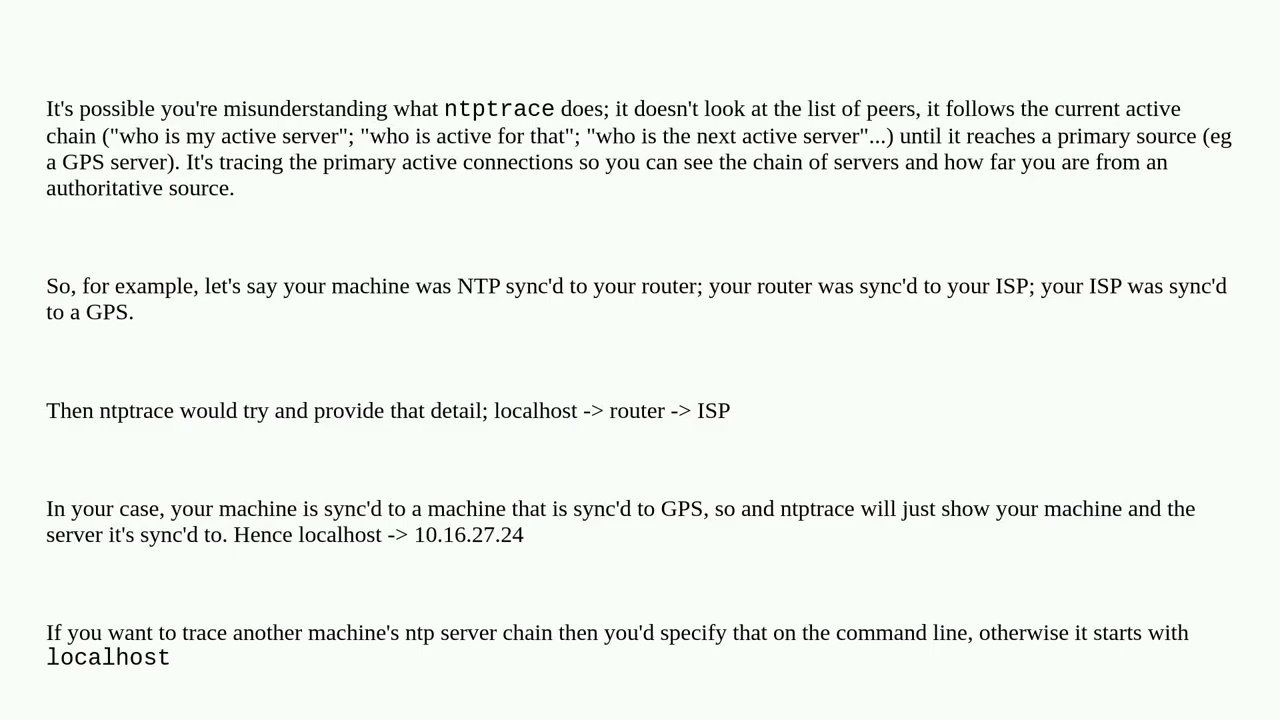 It's possible you're misunderstanding what ntptrace does; it doesn't look at the list of peers, it follows the current active
chain ("who is my active server"; "who is active for that"; "who is the next active server"...) until it reaches a primary source (eg
a GPS server). It's tracing the primary active connections so you can see the chain of servers and how far you are from an
authoritative source.
So, for example, let's say your machine was NTP sync'd to your router; your router was sync'd to your ISP; your ISP was sync'd
to a GPS.
Then ntptrace would try and provide that detail; localhost -> router -> ISP
In your case, your machine is sync'd to a machine that is sync'd to GPS, so and ntptrace will just show your machine and the
server it's sync'd to. Hence localhost -> 10.16.27.24
If you want to trace another machine's ntp server chain then you'd specify that on the command line, otherwise it starts with
localhost